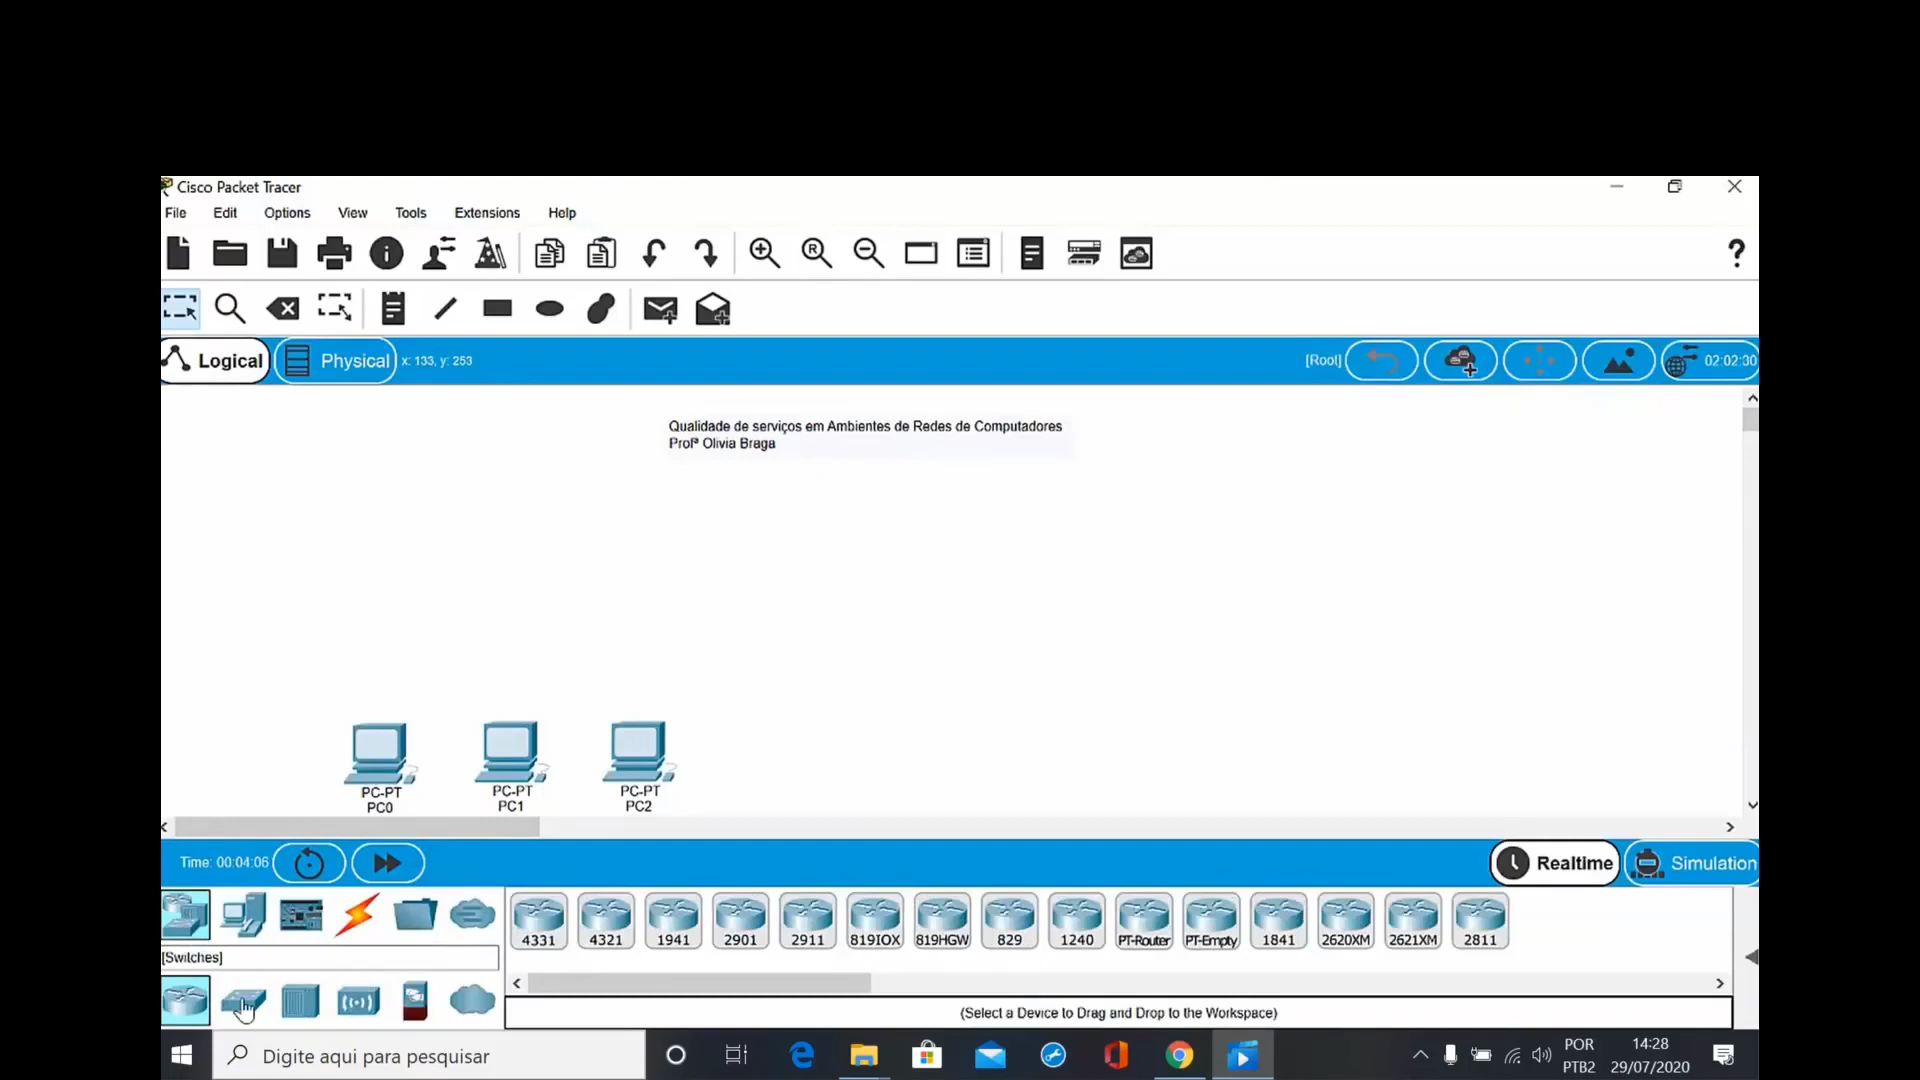 Cisco Packet Tracer
File Edit Options View Tools Extensions Help
R
?
Logical Physical x: 133, y: 253 [Root] 02:02:30
Qualidade de serviços em Ambientes de Redes de Computadores
Profª Olivia Braga
PC-PT PC-PT PC-PT
PC0 PC1 PC2
Time: 00:04:06 Realtime Simulation
4331 4321 1941 2901 2911 819IOX 819HGW 829 1240 PT-Router PT-Empty 1841 2620XM 2621XM 2811
[Switches]
(Select a Device to Drag and Drop to the Workspace)
Digite aqui para pesquisar
POR 14:28
PTB2 29/07/2020